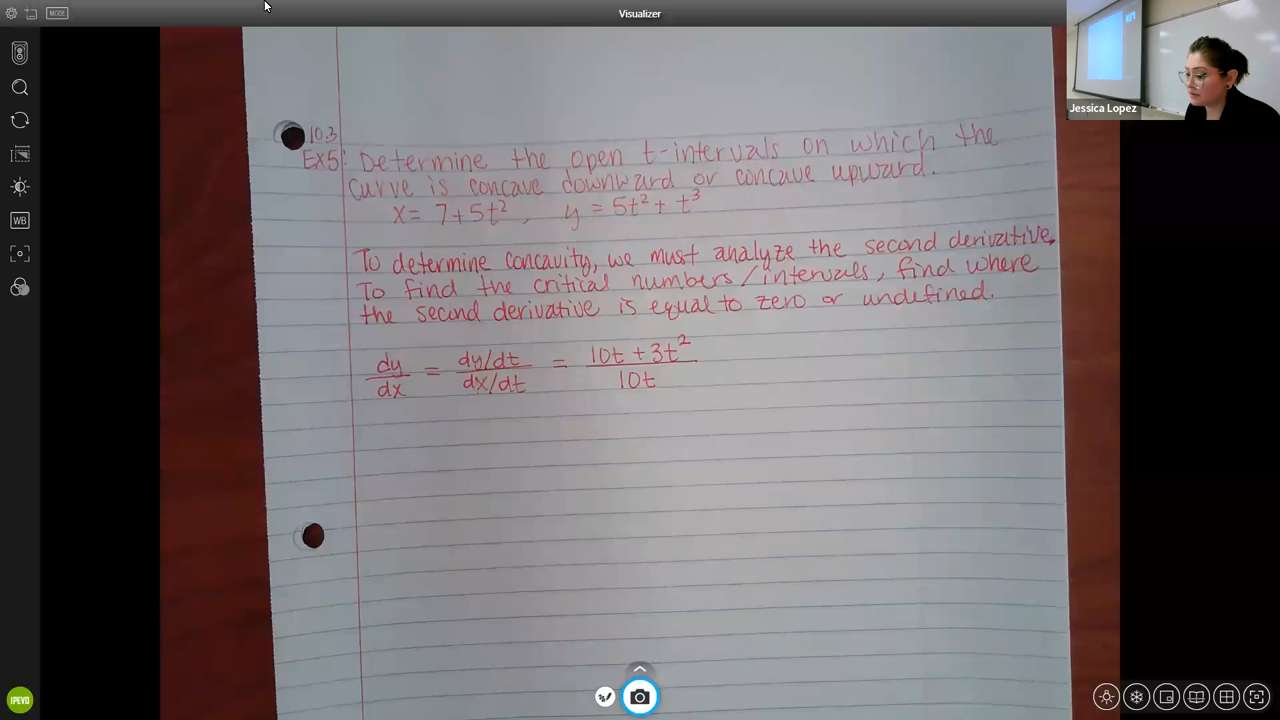 MODE
Visualizer
Jessica Lopez
10.3
Ex5: Determine the open t-intervals on which the
curve is concave downward or concave upward.
x = 7+5t², y = 5t² + t³
To determine concavity, we must analyze the second derivative.
To find the critical numbers/intervals, find where
the second derivative is equal to zero or undefined.
dy/dx = (dy/dt)/(dx/dt) = (10t + 3t²)/(10t)
WB
IPEVO